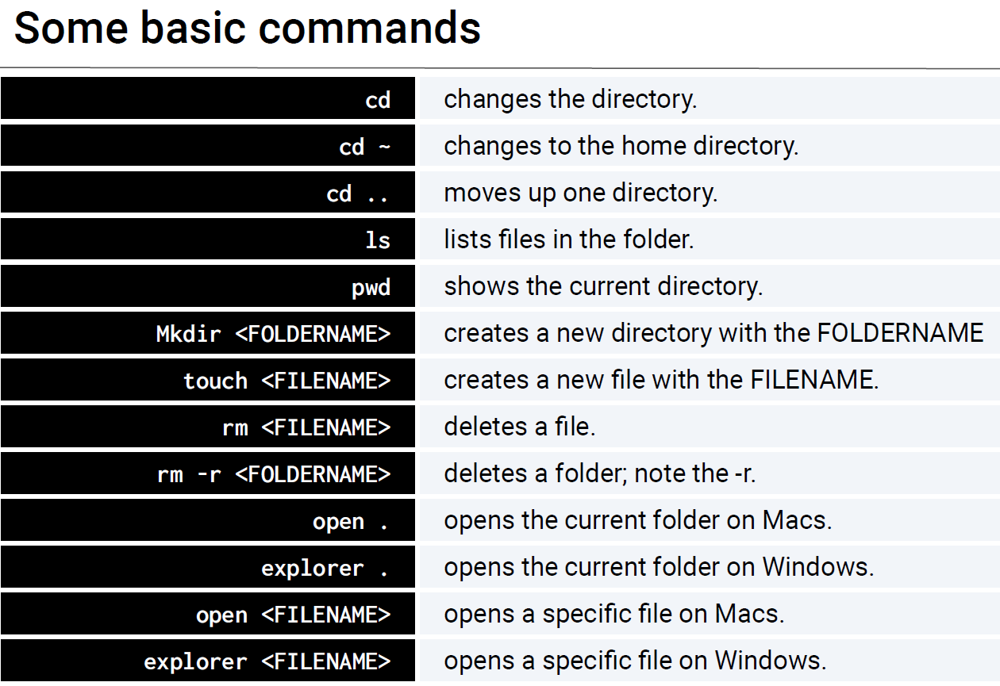 Some basic commands
cd changes the directory.
cd ~ changes to the home directory.
cd .. moves up one directory.
ls lists files in the folder.
pwd shows the current directory.
Mkdir <FOLDERNAME> creates a new directory with the FOLDERNAME
touch <FILENAME> creates a new file with the FILENAME.
rm <FILENAME> deletes a file.
rm -r <FOLDERNAME> deletes a folder; note the -r.
open . opens the current folder on Macs.
explorer . opens the current folder on Windows.
open <FILENAME> opens a specific file on Macs.
explorer <FILENAME> opens a specific file on Windows.